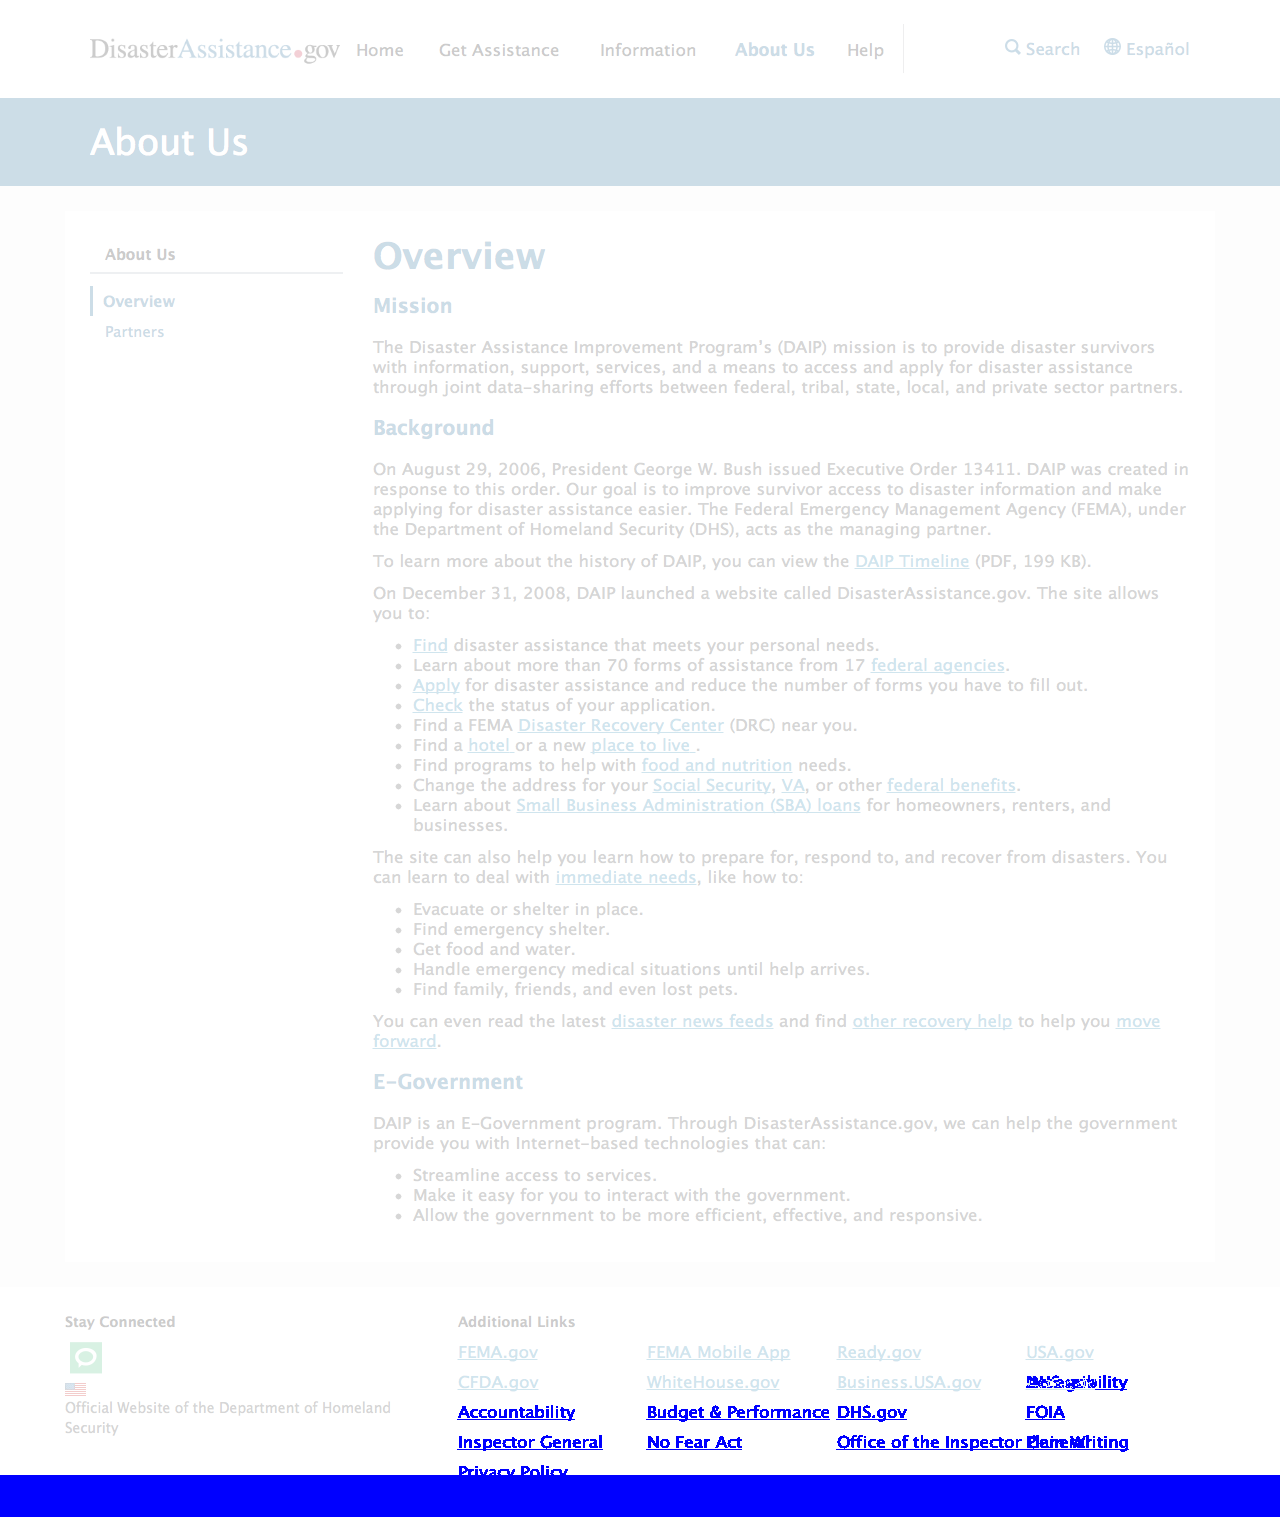 DisasterAssistance.gov Home Get Assistance Information About Us Help Search Español
About Us
About Us
Overview
Partners
Overview
Mission
The Disaster Assistance Improvement Program's (DAIP) mission is to provide disaster survivors
with information, support, services, and a means to access and apply for disaster assistance
through joint data-sharing efforts between federal, tribal, state, local, and private sector partners.
Background
On August 29, 2006, President George W. Bush issued Executive Order 13411. DAIP was created in
response to this order. Our goal is to improve survivor access to disaster information and make
applying for disaster assistance easier. The Federal Emergency Management Agency (FEMA), under
the Department of Homeland Security (DHS), acts as the managing partner.
To learn more about the history of DAIP, you can view the DAIP Timeline (PDF, 199 KB).
On December 31, 2008, DAIP launched a website called DisasterAssistance.gov. The site allows
you to:
• Find disaster assistance that meets your personal needs.
• Learn about more than 70 forms of assistance from 17 federal agencies.
• Apply for disaster assistance and reduce the number of forms you have to fill out.
• Check the status of your application.
• Find a FEMA Disaster Recovery Center (DRC) near you.
• Find a hotel or a new place to live .
• Find programs to help with food and nutrition needs.
• Change the address for your Social Security, VA, or other federal benefits.
• Learn about Small Business Administration (SBA) loans for homeowners, renters, and
businesses.
The site can also help you learn how to prepare for, respond to, and recover from disasters. You
can learn to deal with immediate needs, like how to:
• Evacuate or shelter in place.
• Find emergency shelter.
• Get food and water.
• Handle emergency medical situations until help arrives.
• Find family, friends, and even lost pets.
You can even read the latest disaster news feeds and find other recovery help to help you move
forward.
E-Government
DAIP is an E-Government program. Through DisasterAssistance.gov, we can help the government
provide you with Internet-based technologies that can:
• Streamline access to services.
• Make it easy for you to interact with the government.
• Allow the government to be more efficient, effective, and responsive.
Stay Connected
Official Website of the Department of Homeland
Security
Additional Links
FEMA.gov FEMA Mobile App Ready.gov USA.gov
CFDA.gov WhiteHouse.gov Business.USA.gov
Accountability Budget & Performance DHS.gov FOIA
Inspector General No Fear Act Office of the Inspector General Plain Writing
Privacy Policy